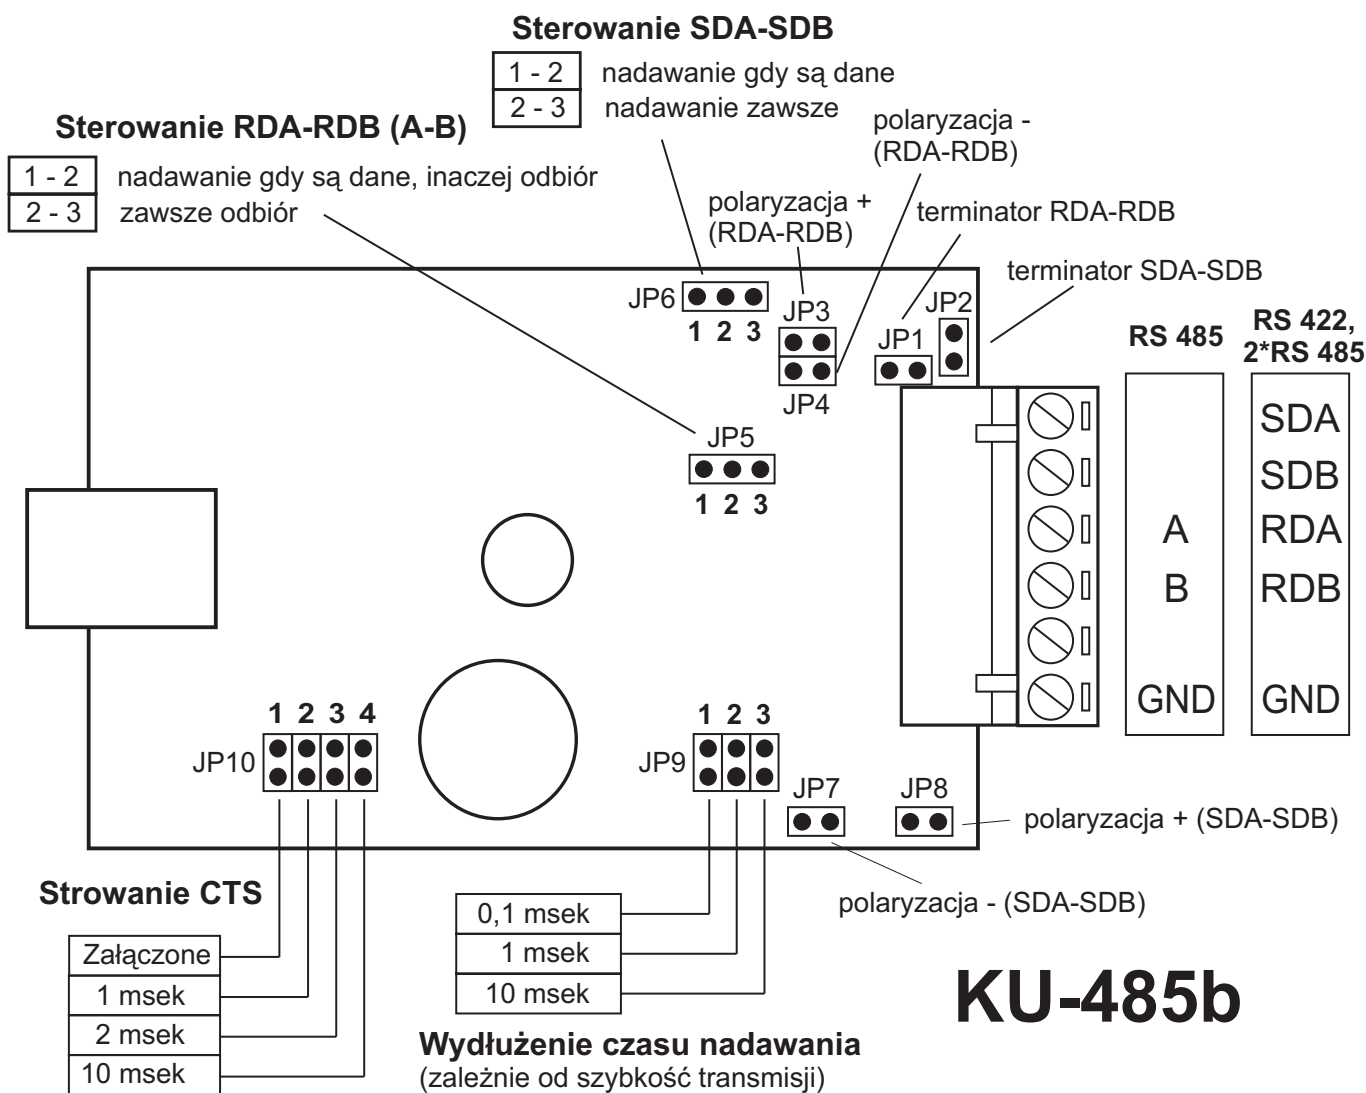 Sterowanie SDA-SDB
1 - 2 nadawanie gdy są dane
2 - 3 nadawanie zawsze
Sterowanie RDA-RDB (A-B)
1 - 2 nadawanie gdy są dane, inaczej odbiór
2 - 3 zawsze odbiór
polaryzacja -
(RDA-RDB)
polaryzacja +
(RDA-RDB)
terminator RDA-RDB
terminator SDA-SDB
JP6
1 2 3
JP3
JP4
JP1
JP2
JP5
1 2 3
RS 485
RS 422,
2*RS 485
SDA
SDB
A RDA
B RDB
GND GND
1 2 3 4
JP10
1 2 3
JP9
JP7
JP8
polaryzacja + (SDA-SDB)
polaryzacja - (SDA-SDB)
Strowanie CTS
Załączone
1 msek
2 msek
10 msek
0,1 msek
1 msek
10 msek
Wydłużenie czasu nadawania
(zależnie od szybkość transmisji)
KU-485b